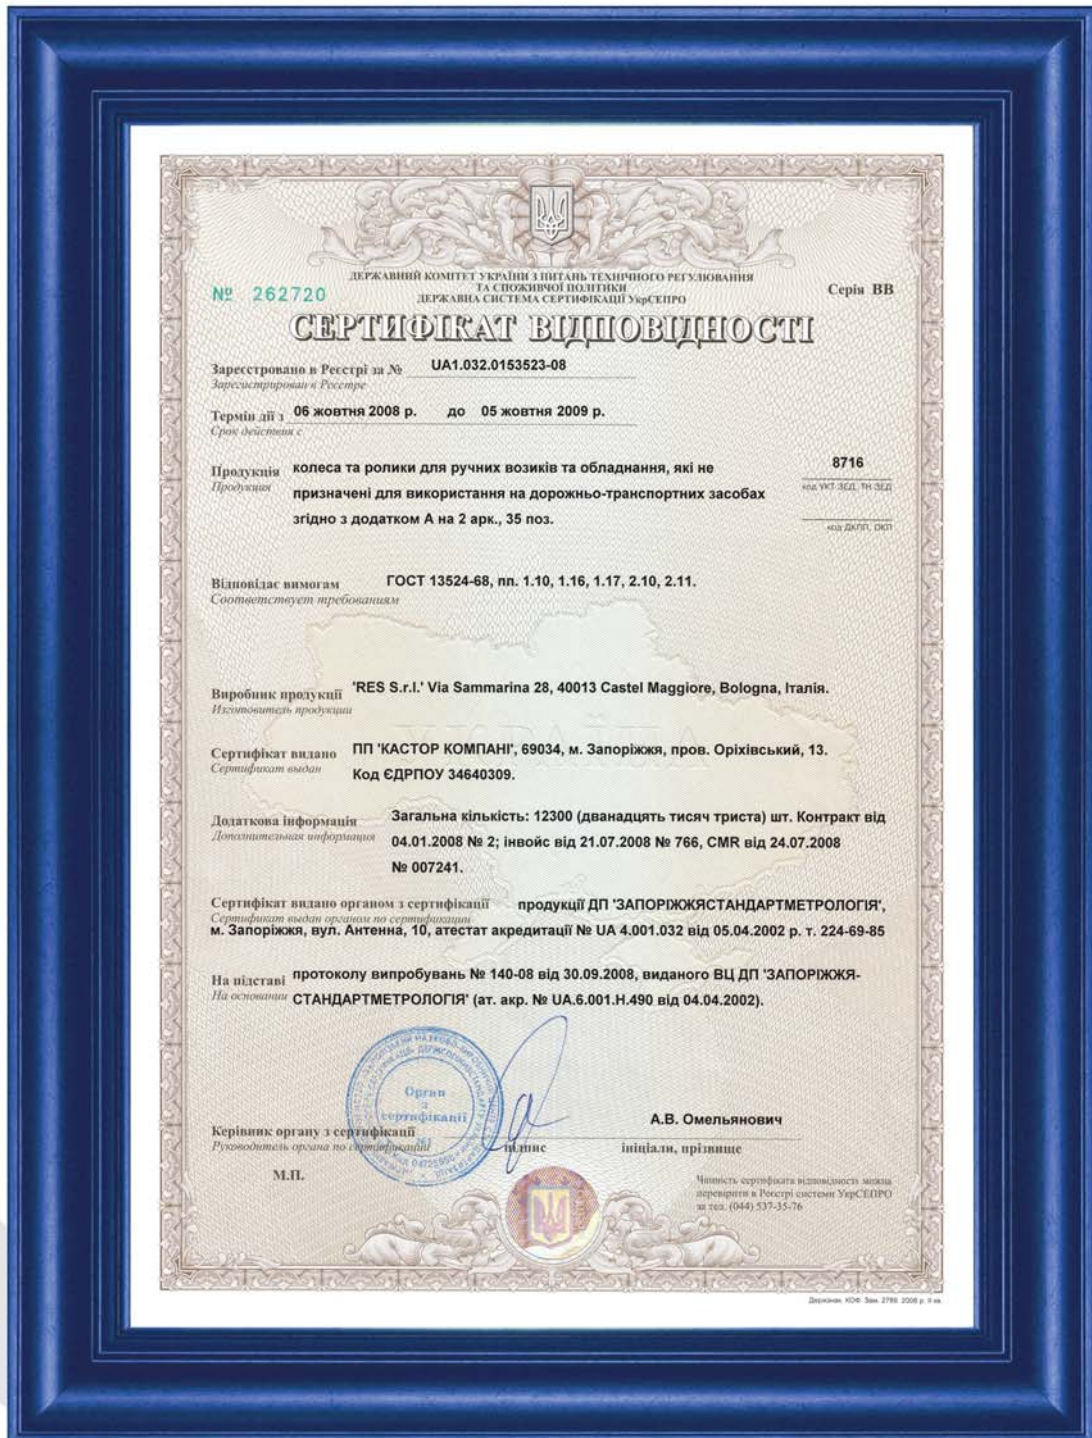 ДЕРЖАВНИЙ КОМІТЕТ УКРАЇНИ З ПИТАНЬ ТЕХНІЧНОГО РЕГУЛЮВАННЯ
ТА СПОЖИВЧОЇ ПОЛІТИКИ
ДЕРЖАВНА СИСТЕМА СЕРТИФІКАЦІЇ УкрСЕПРО
№ 262720
Серія ВВ
СЕРТИФІКАТ ВІДПОВІДНОСТІ
Зареєстровано в Реєстрі за № UA1.032.0153523-08
Зарегистрирован в Реестре
Термін дії з 06 жовтня 2008 р. до 05 жовтня 2009 р.
Срок действия с
Продукція колеса та ролики для ручних возиків та обладнання, які не 8716
Продукция
код УКТ ЗЕД, ТН ЗЕД
призначені для використання на дорожньо-транспортних засобах
згідно з додатком А на 2 арк., 35 поз.
код ДКПП, ОКП
Відповідає вимогам ГОСТ 13524-68, пп. 1.10, 1.16, 1.17, 2.10, 2.11.
Соответствует требованиям
УКРАЇНА
Виробник продукції 'RES S.r.l.' Via Sammarina 28, 40013 Castel Maggiore, Bologna, Італія.
Изготовитель продукции
Сертифікат видано ПП 'КАСТОР КОМПАНІ', 69034, м. Запоріжжя, пров. Оріхівський, 13.
Сертификат выдан
Код ЄДРПОУ 34640309.
Додаткова інформація Загальна кількість: 12300 (дванадцять тисяч триста) шт. Контракт від
Дополнительная информация 04.01.2008 № 2; інвойс від 21.07.2008 № 766, CMR від 24.07.2008
№ 007241.
Сертифікат видано органом з сертифікації продукції ДП 'ЗАПОРІЖЖЯСТАНДАРТМЕТРОЛОГІЯ',
Сертификат выдан органом по сертификации
м. Запоріжжя, вул. Антенна, 10, атестат акредитації № UA 4.001.032 від 05.04.2002 р. т. 224-69-85
На підставі протоколу випробувань № 140-08 від 30.09.2008, виданого ВЦ ДП 'ЗАПОРІЖЖЯ-
На основании СТАНДАРТМЕТРОЛОГІЯ' (ат. акр. № UA.6.001.Н.490 від 04.04.2002).
Орган
з
сертифікації
А.В. Омельянович
Керівник органу з сертифікації
Руководитель органа по сертификации
підпис
ініціали, прізвище
М.П.
Чинність сертифіката відповідності можна
перевірити в Реєстрі системи УкрСЕПРО
за тел. (044) 537-35-76
Держзнак. КОФ. Зам. 2789. 2008 р. II кв.